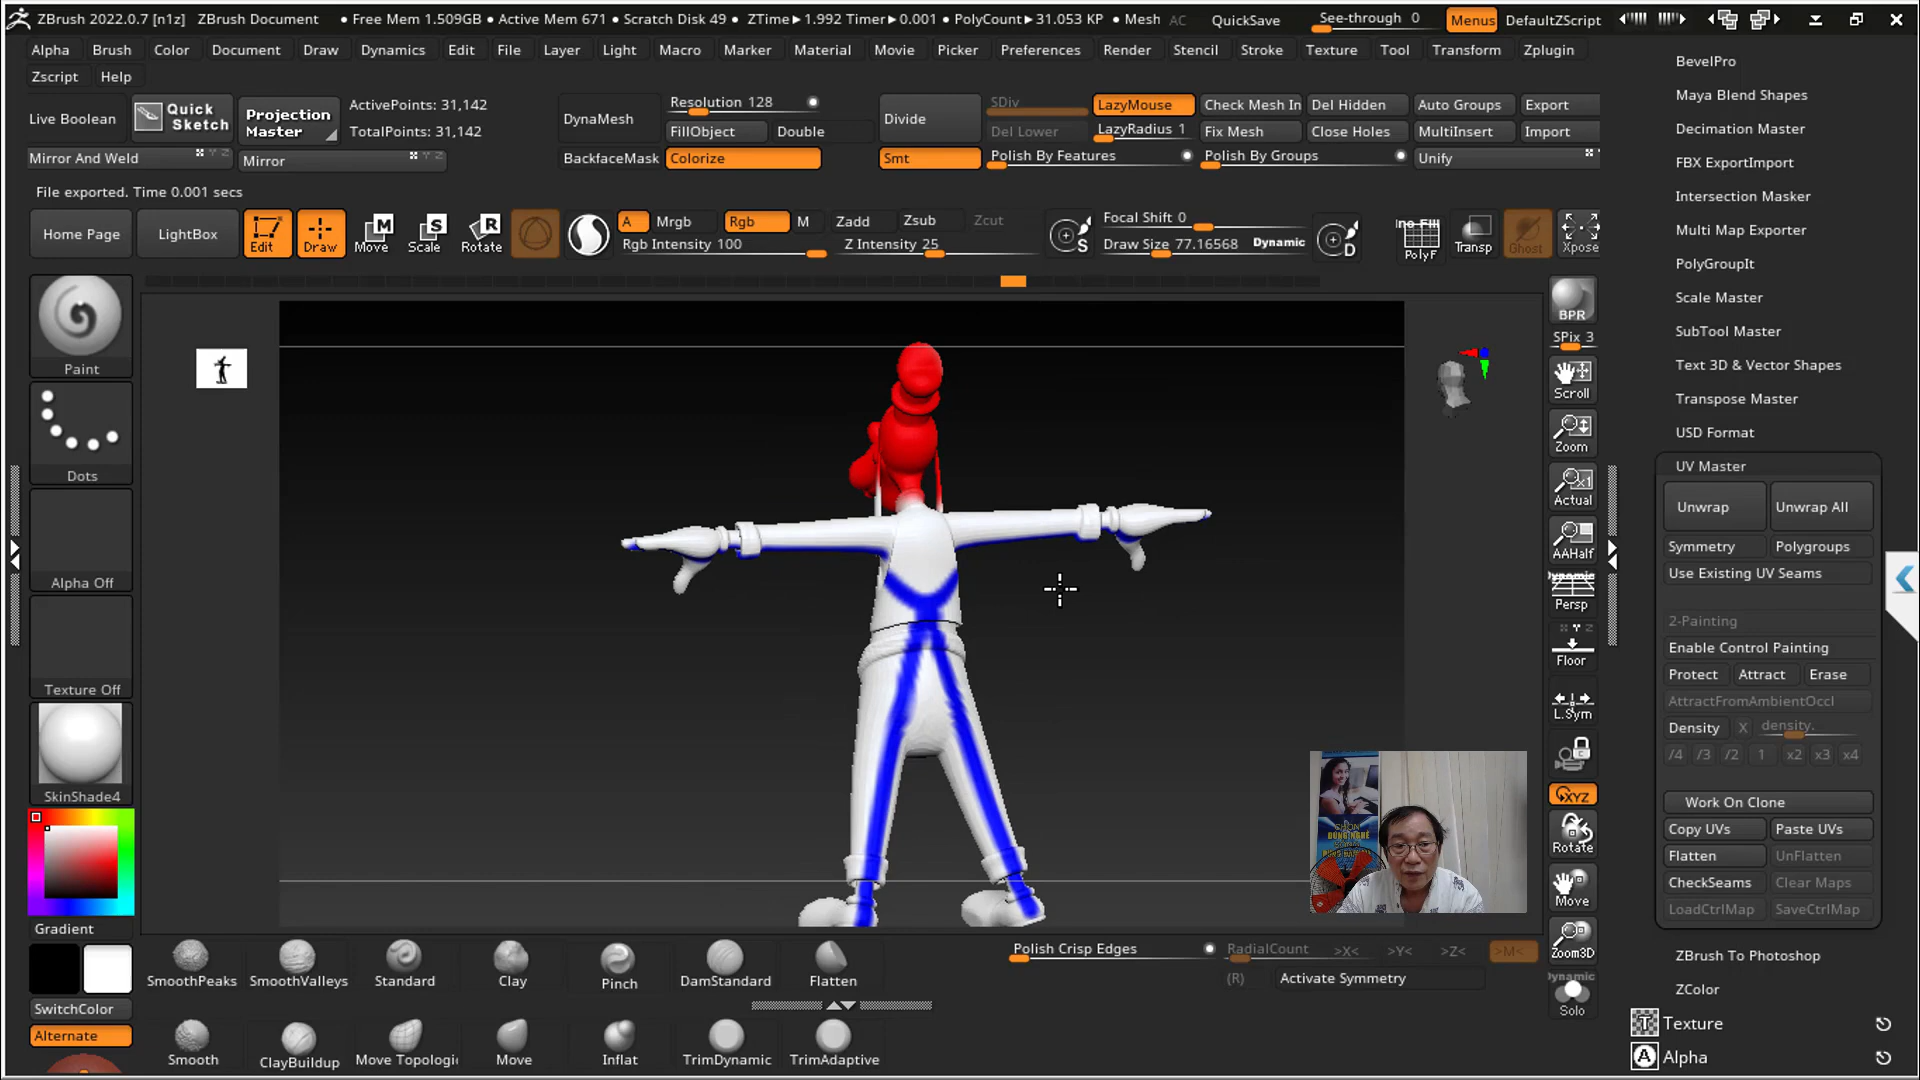 ZBrush 2022.0.7 [n1z] ZBrush Document • Free Mem 1.509GB • Active Mem 671 • Scratch Disk 49 • ZTime▸1.992 Timer▸0.001 • PolyCount▸31.053 KP • Mesh AC QuickSave See-through 0 Menus DefaultZScript
Alpha Brush Color Document Draw Dynamics Edit File Layer Light Macro Marker Material Movie Picker Preferences Render Stencil Stroke Texture Tool Transform Zplugin
Zscript Help
Live Boolean
Quick Sketch
Projection Master
ActivePoints: 31,142
TotalPoints: 31,142
DynaMesh
Resolution 128
FillObject Double
BackfaceMask Colorize
Divide
Smt
SDiv
Del Lower
LazyMouse
LazyRadius 1
Check Mesh In Del Hidden Auto Groups Export
Fix Mesh Close Holes MultiInsert Import
Polish By Features
Polish By Groups
Unify
Mirror And Weld
Mirror
File exported. Time 0.001 secs
Home Page LightBox Edit Draw Move Scale Rotate
A Mrgb Rgb M Zadd Zsub Zcut
Rgb Intensity 100 Z Intensity 25
S
Focal Shift 0
Draw Size 77.16568 Dynamic
D
PolyF Transp Ghost Xpose
Paint
Dots
Alpha Off
Texture Off
SkinShade4
Gradient
SwitchColor
Alternate
BPR
SPix 3
Scroll
Zoom
Actual
AAHalf
Dynamic
Persp
Floor
L.Sym
XYZ
Rotate
Move
Zoom3D
Dynamic
Solo
BevelPro
Maya Blend Shapes
Decimation Master
FBX ExportImport
Intersection Masker
Multi Map Exporter
PolyGroupIt
Scale Master
SubTool Master
Text 3D & Vector Shapes
Transpose Master
USD Format
UV Master
Unwrap Unwrap All
Symmetry Polygroups
Use Existing UV Seams
2-Painting
Enable Control Painting
Protect Attract Erase
AttractFromAmbientOccl
Density X density.
/4 /3 /2 1 x2 x3 x4
Work On Clone
Copy UVs Paste UVs
Flatten UnFlatten
CheckSeams Clear Maps
LoadCtrlMap SaveCtrlMap
ZBrush To Photoshop
ZColor
Texture
Alpha
SmoothPeaks SmoothValleys Standard Clay Pinch DamStandard Flatten
Polish Crisp Edges
RadialCount >X< >Y< >Z< >M<
(R) Activate Symmetry
Smooth ClayBuildup Move Topologic Move Inflat TrimDynamic TrimAdaptive